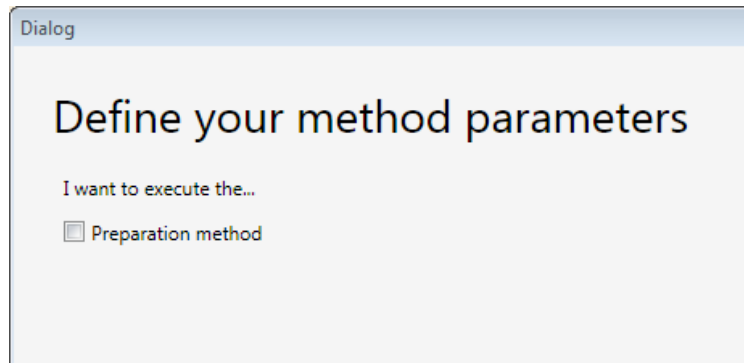 Dialog
Define your method parameters
I want to execute the...
Preparation method